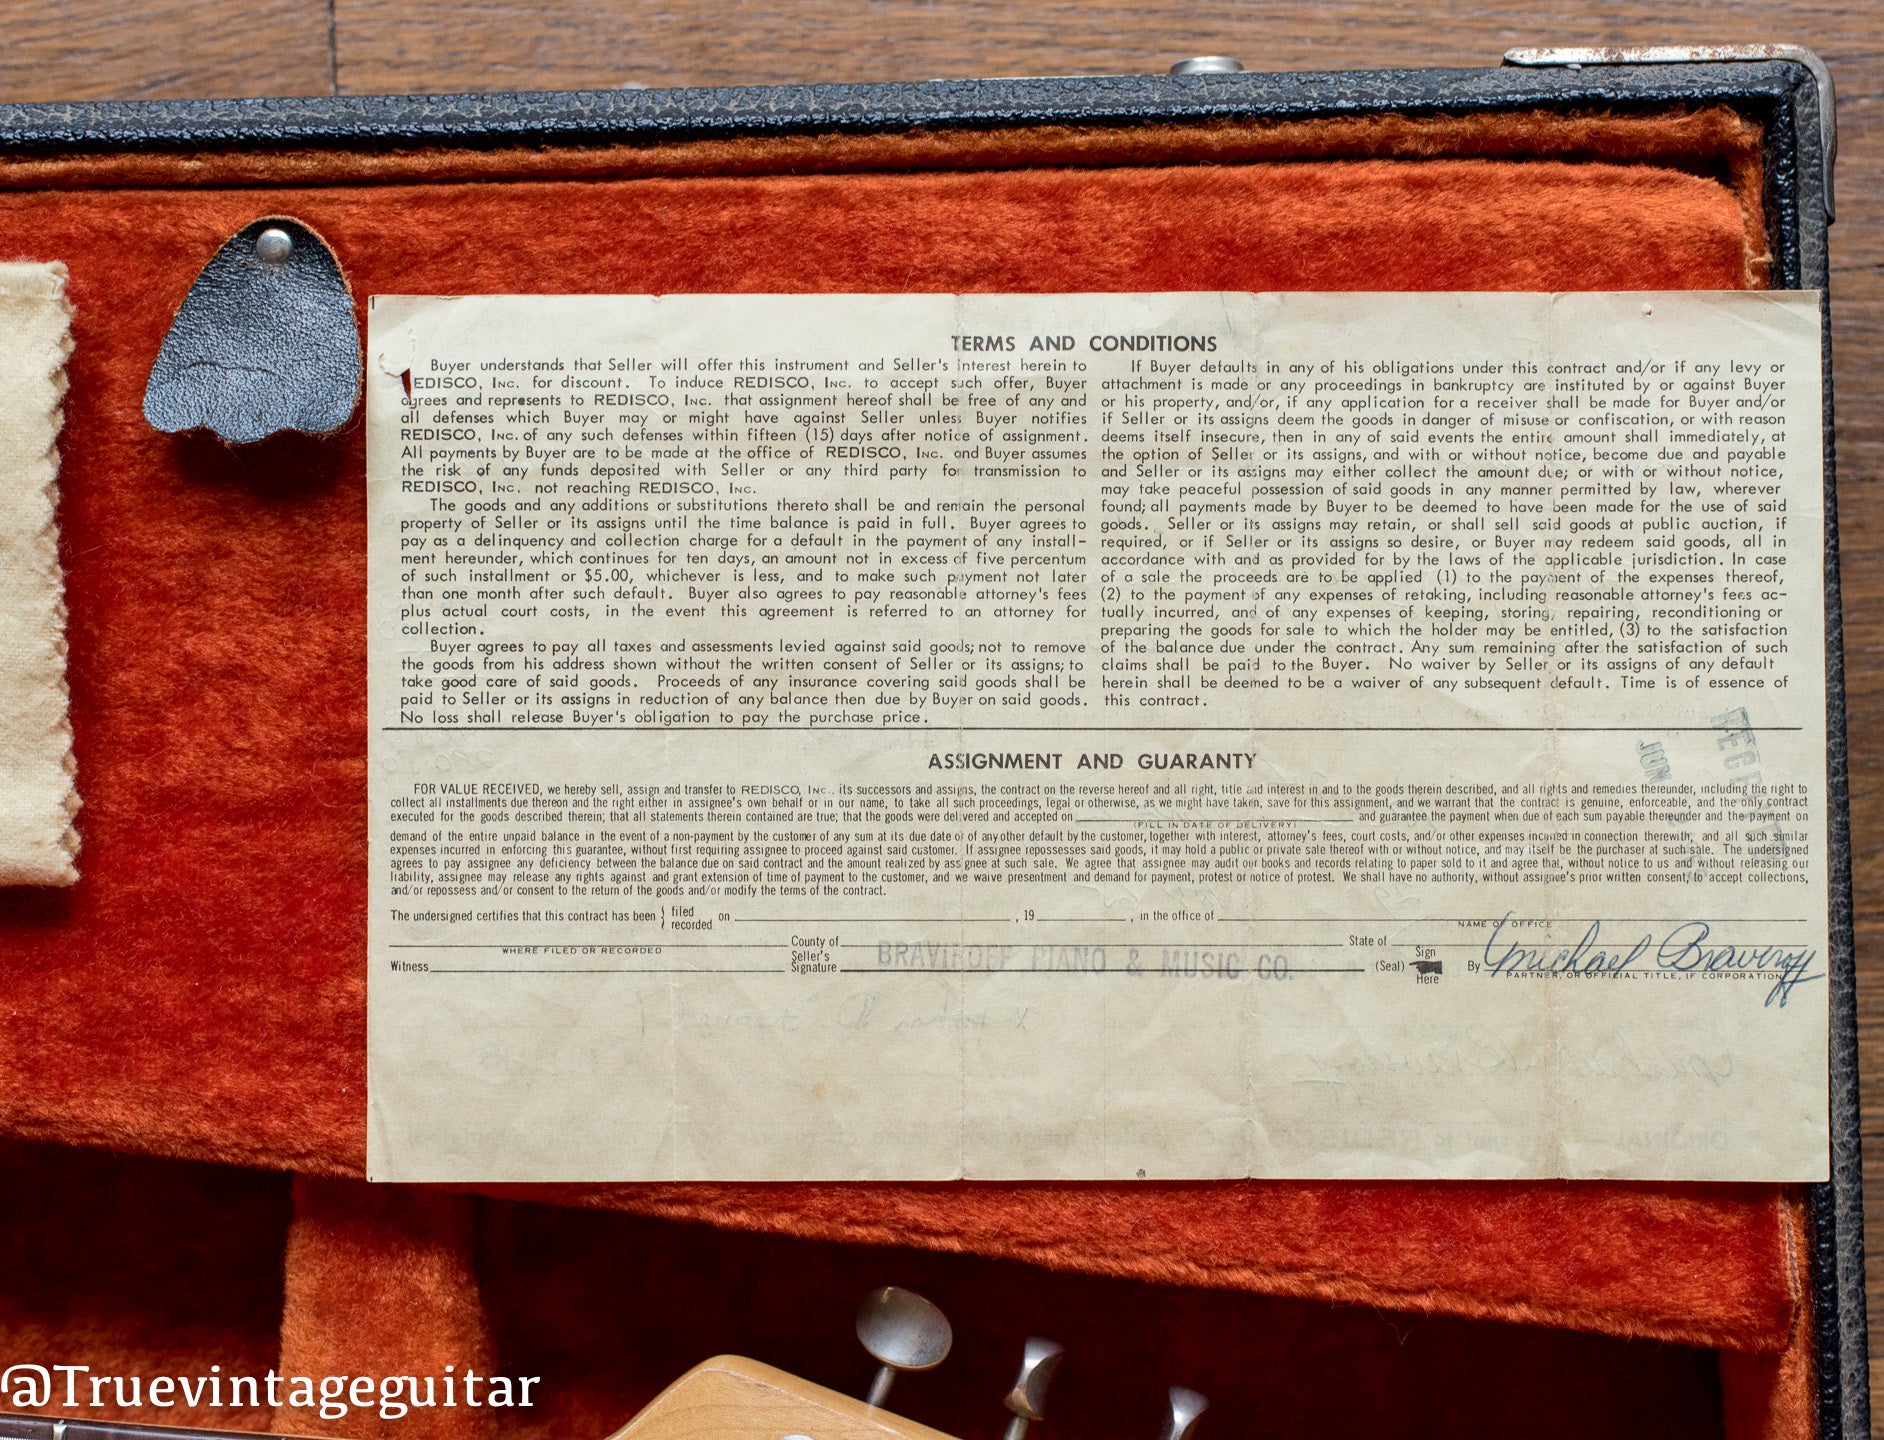 TERMS AND CONDITIONS
Buyer understands that Seller will offer this instrument and Seller's interest herein to
EDISCO, INC. for discount. To induce REDISCO, INC. to accept such offer, Buyer
agrees and represents to REDISCO, INC. that assignment hereof shall be free of any and
all defenses which Buyer may or might have against Seller unless Buyer notifies
REDISCO, INC. of any such defenses within fifteen (15) days after notice of assignment.
All payments by Buyer are to be made at the office of REDISCO, INC. and Buyer assumes
the risk of any funds deposited with Seller or any third party for transmission to
REDISCO, INC. not reaching REDISCO, INC.
The goods and any additions or substitutions thereto shall be and remain the personal
property of Seller or its assigns until the time balance is paid in full. Buyer agrees to
pay as a delinquency and collection charge for a default in the payment of any install-
ment hereunder, which continues for ten days, an amount not in excess of five percentum
of such installment or $5.00, whichever is less, and to make such payment not later
than one month after such default. Buyer also agrees to pay reasonable attorney's fees
plus actual court costs, in the event this agreement is referred to an attorney for
collection.
Buyer agrees to pay all taxes and assessments levied against said goods; not to remove
the goods from his address shown without the written consent of Seller or its assigns; to
take good care of said goods. Proceeds of any insurance covering said goods shall be
paid to Seller or its assigns in reduction of any balance then due by Buyer on said goods.
No loss shall release Buyer's obligation to pay the purchase price.
If Buyer defaults in any of his obligations under this contract and/or if any levy or
attachment is made or any proceedings in bankruptcy are instituted by or against Buyer
or his property, and/or, if any application for a receiver shall be made for Buyer and/or
if Seller or its assigns deem the goods in danger of misuse or confiscation, or with reason
deems itself insecure, then in any of said events the entire amount shall immediately, at
the option of Seller or its assigns, and with or without notice, become due and payable
and Seller or its assigns may either collect the amount due; or with or without notice,
may take peaceful possession of said goods in any manner permitted by law, wherever
found; all payments made by Buyer to be deemed to have been made for the use of said
goods. Seller or its assigns may retain, or shall sell said goods at public auction, if
required, or if Seller or its assigns so desire, or Buyer may redeem said goods, all in
accordance with and as provided for by the laws of the applicable jurisdiction. In case
of a sale the proceeds are to be applied (1) to the payment of the expenses thereof,
(2) to the payment of any expenses of retaking, including reasonable attorney's fees ac-
tually incurred, and of any expenses of keeping, storing, repairing, reconditioning or
preparing the goods for sale to which the holder may be entitled, (3) to the satisfaction
of the balance due under the contract. Any sum remaining after the satisfaction of such
claims shall be paid to the Buyer. No waiver by Seller or its assigns of any default
herein shall be deemed to be a waiver of any subsequent default. Time is of essence of
this contract.
JUN
ASSIGNMENT AND GUARANTY
FOR VALUE RECEIVED, we hereby sell, assign and transfer to REDISCO, INC., its successors and assigns, the contract on the reverse hereof and all right, title and interest in and to the goods therein described, and all rights and remedies thereunder, including the right to
collect all installments due thereon and the right either in assignee's own behalf or in our name, to take all such proceedings, legal or otherwise, as we might have taken, save for this assignment, and we warrant that the contract is genuine, enforceable, and the only contract
executed for the goods described therein; that all statements therein contained are true; that the goods were delivered and accepted on and guarantee the payment when due of each sum payable thereunder and the payment on
(FILL IN DATE OF DELIVERY)
demand of the entire unpaid balance in the event of a non-payment by the customer of any sum at its due date or of any other default by the customer, together with interest, attorney's fees, court costs, and/or other expenses incurred in connection therewith, and all such similar
expenses incurred in enforcing this guarantee, without first requiring assignee to proceed against said customer. If assignee repossesses said goods, it may hold a public or private sale thereof with or without notice, and may itself be the purchaser at such sale. The undersigned
agrees to pay assignee any deficiency between the balance due on said contract and the amount realized by assignee at such sale. We agree that assignee may audit our books and records relating to paper sold to it and agree that, without notice to us and without releasing our
liability, assignee may release any rights against and grant extension of time of payment to the customer, and we waive presentment and demand for payment, protest or notice of protest. We shall have no authority, without assignee's prior written consent, to accept collections,
and/or repossess and/or consent to the return of the goods and/or modify the terms of the contract.
The undersigned certifies that this contract has been { filed recorded on , 19 , in the office of
NAME OF OFFICE
County of State of
WHERE FILED OR RECORDED
Witness Seller's Signature BRAVIROFF PIANO & MUSIC CO. (Seal) Sign Here By Michael Braviroff
PARTNER, OR OFFICIAL TITLE, IF CORPORATION
@Truevintageguitar